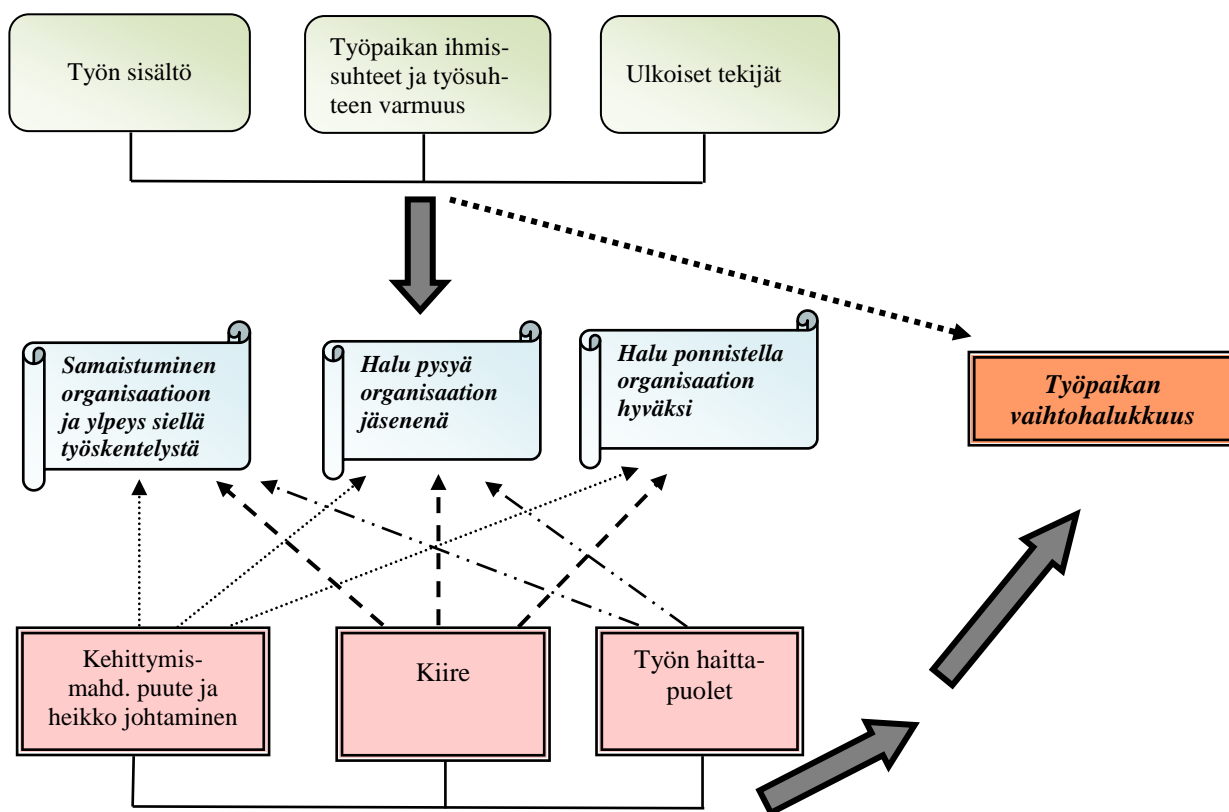 Työn sisältö
Työpaikan ihmis-
suhteet ja työsuh-
teen varmuus
Ulkoiset tekijät
Samaistuminen
organisaatioon
ja ylpeys siellä
työskentelystä
Halu pysyä
organisaation
jäsenenä
Halu ponnistella
organisaation
hyväksi
Työpaikan
vaihtohalukkuus
Kehittymis-
mahd. puute ja
heikko johtaminen
Kiire
Työn haitta-
puolet